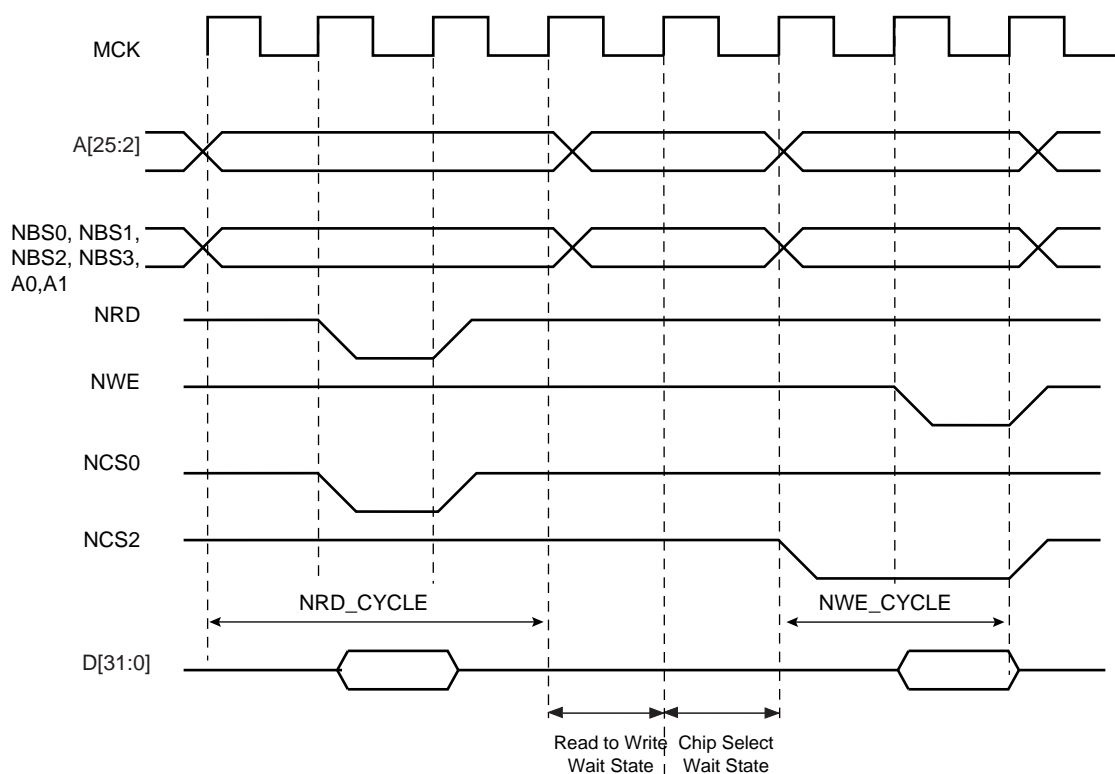 MCK
A[25:2]
NBS0, NBS1,
NBS2, NBS3,
A0,A1
NRD
NWE
NCS0
NCS2
NRD_CYCLE
NWE_CYCLE
D[31:0]
Read to Write
Wait State
Chip Select
Wait State